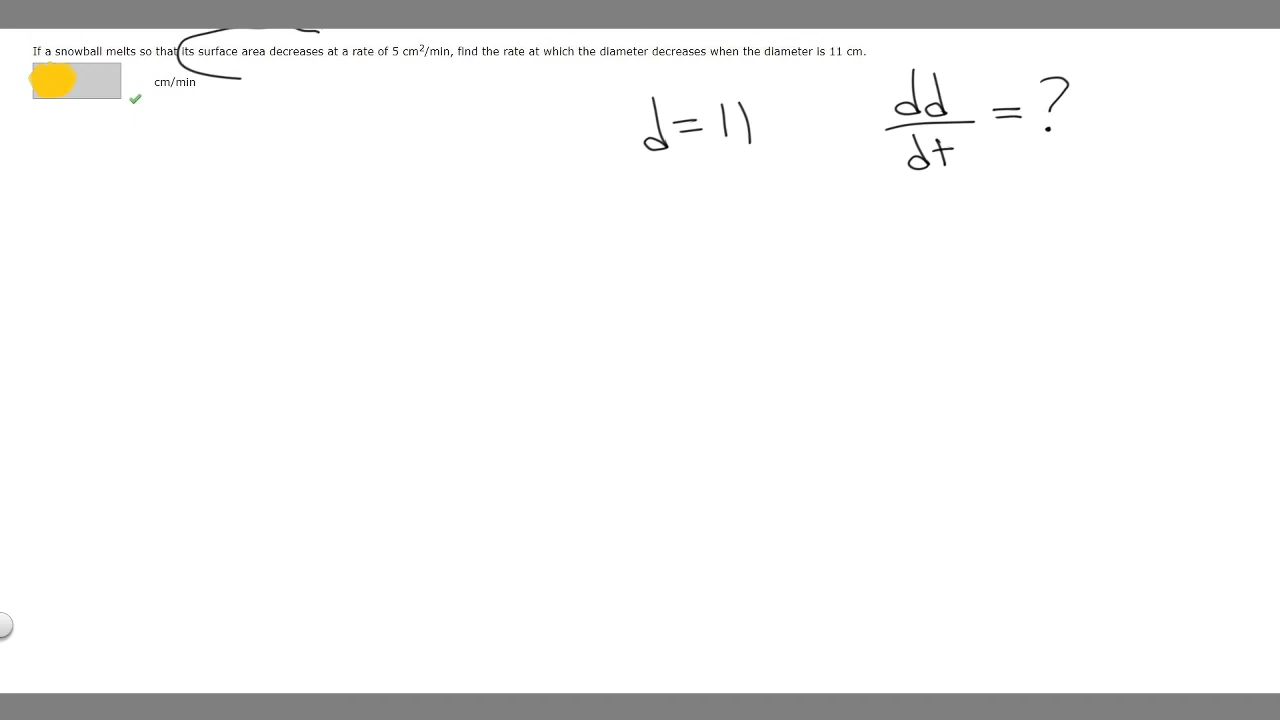 If a snowball melts so that its surface area decreases at a rate of 5 cm²/min, find the rate at which the diameter decreases when the diameter is 11 cm.
cm/min
d = 11
dd/dt = ?